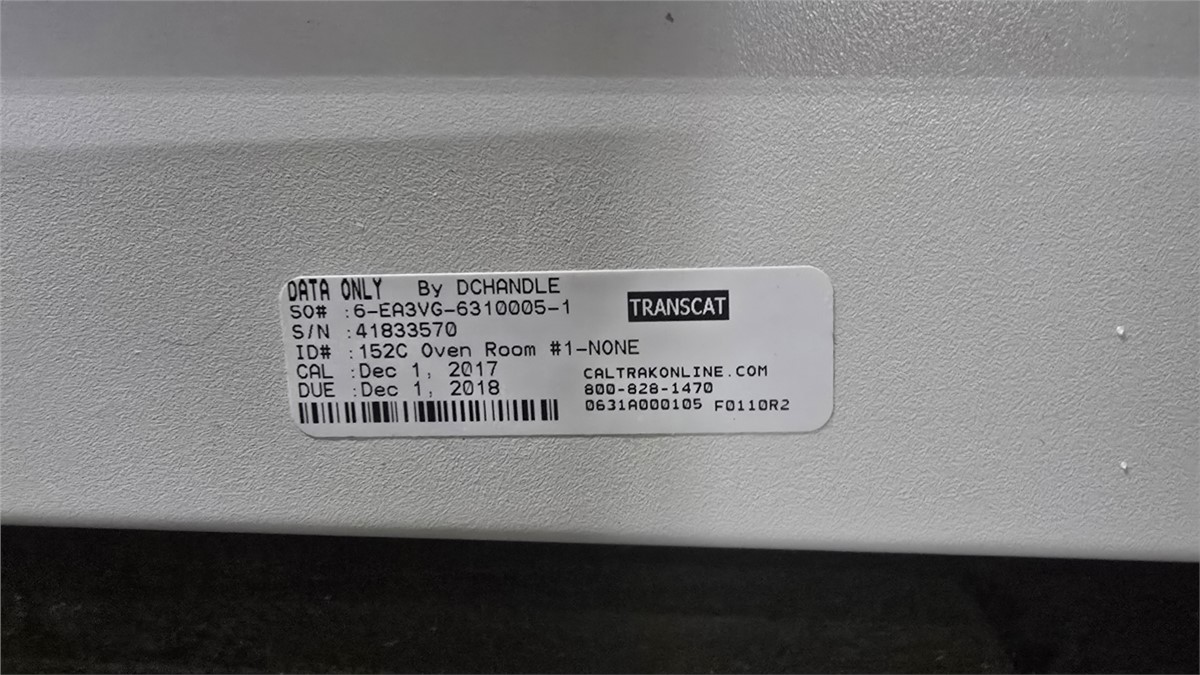 DATA ONLY By DCHANDLE
SO# :6-EA3VG-6310005-1
TRANSCAT
S/N :41833570
ID# :152C Oven Room #1-NONE
CAL :Dec 1, 2017
DUE :Dec 1, 2018
CALTRAKONLINE.COM
800-828-1470
0631A000105 F0110R2